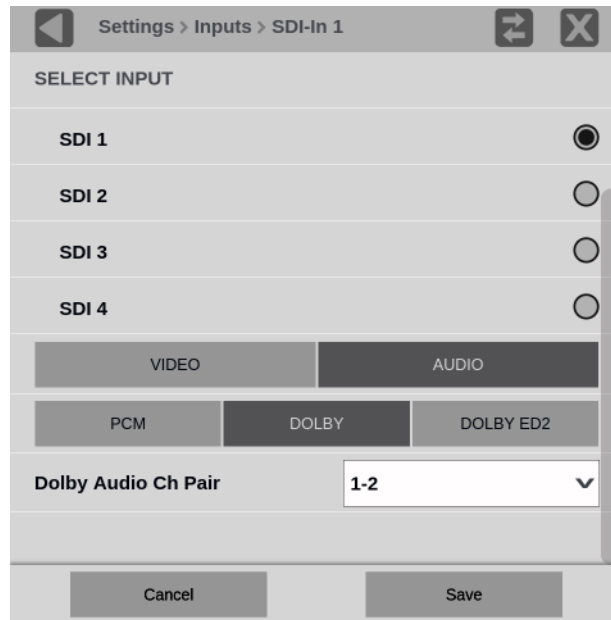 Settings > Inputs > SDI-In 1
SELECT INPUT
SDI 1
SDI 2
SDI 3
SDI 4
VIDEO AUDIO
PCM DOLBY DOLBY ED2
Dolby Audio Ch Pair 1-2
Cancel Save